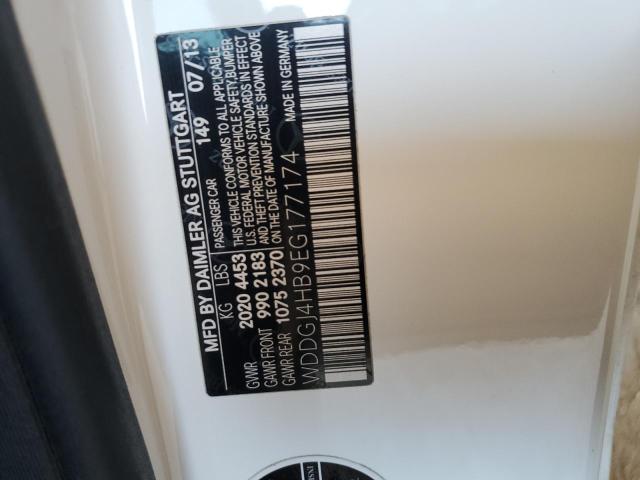 MFD BY DAIMLER AG STUTTGART
149 07/13
KG LBS PASSENGER CAR
GVWR 2020 4453 THIS VEHICLE CONFORMS TO ALL APPLICABLE
GAWR FRONT 990 2183 U.S. FEDERAL MOTOR VEHICLE SAFETY, BUMPER
GAWR REAR 1075 2370 AND THEFT PREVENTION STANDARDS IN EFFECT
ON THE DATE OF MANUFACTURE SHOWN ABOVE
WDDGJ4HB9EG177174 MADE IN GERMANY